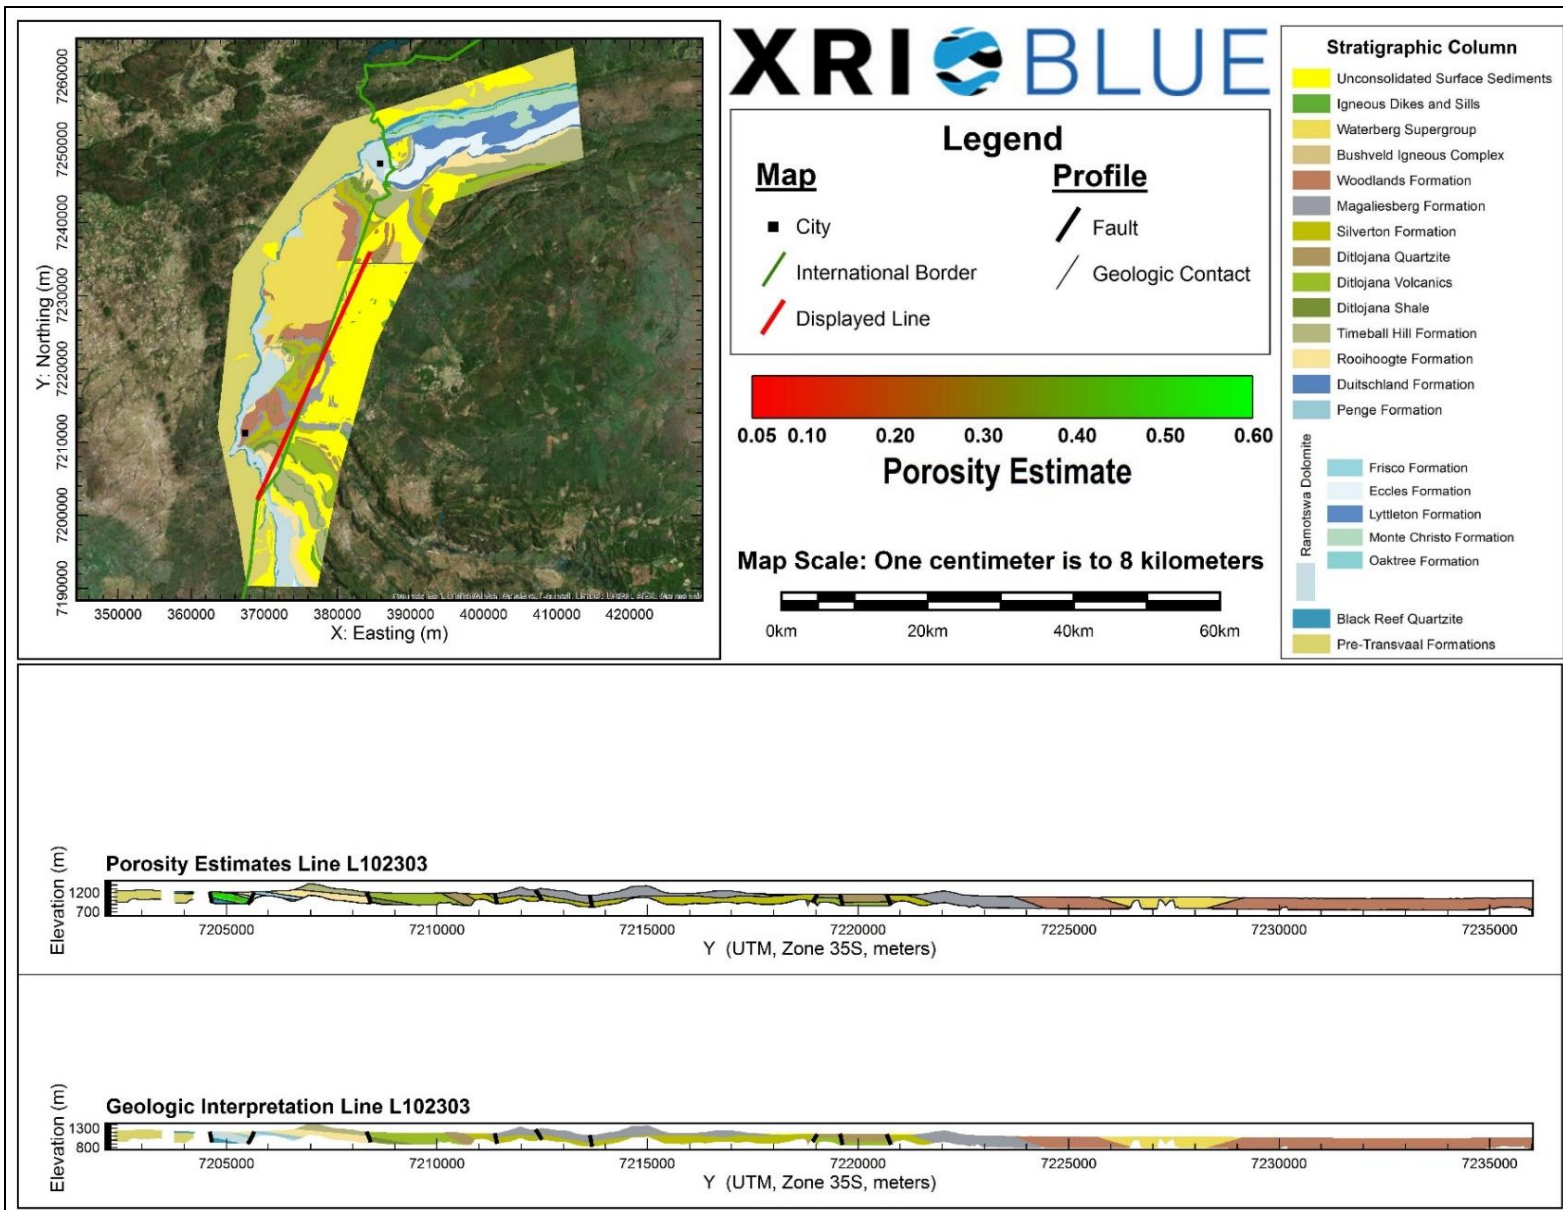 7260000
7250000
7240000
7230000
7220000
7210000
7200000
7190000
Y: Northing (m)
350000 360000 370000 380000 390000 400000 410000 420000
X: Easting (m)
XRI BLUE
Legend
Map
City
International Border
Displayed Line
Profile
Fault
Geologic Contact
0.05 0.10 0.20 0.30 0.40 0.50 0.60
Porosity Estimate
Map Scale: One centimeter is to 8 kilometers
0km 20km 40km 60km
Stratigraphic Column
Unconsolidated Surface Sediments
Igneous Dikes and Sills
Waterberg Supergroup
Bushveld Igneous Complex
Woodlands Formation
Magaliesberg Formation
Silverton Formation
Ditlojana Quartzite
Ditlojana Volcanics
Ditlojana Shale
Timeball Hill Formation
Rooihoogte Formation
Duitschland Formation
Penge Formation
Ramotswa Dolomite
Frisco Formation
Eccles Formation
Lyttleton Formation
Monte Christo Formation
Oaktree Formation
Black Reef Quartzite
Pre-Transvaal Formations
Porosity Estimates Line L102303
Elevation (m)
1200
700
7205000 7210000 7215000 7220000 7225000 7230000 7235000
Y (UTM, Zone 35S, meters)
Geologic Interpretation Line L102303
Elevation (m)
1300
800
7205000 7210000 7215000 7220000 7225000 7230000 7235000
Y (UTM, Zone 35S, meters)